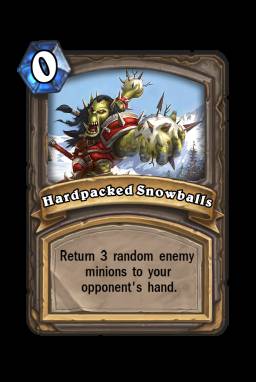 0
Hardpacked Snowballs
Return 3 random enemy
minions to your
opponent's hand.